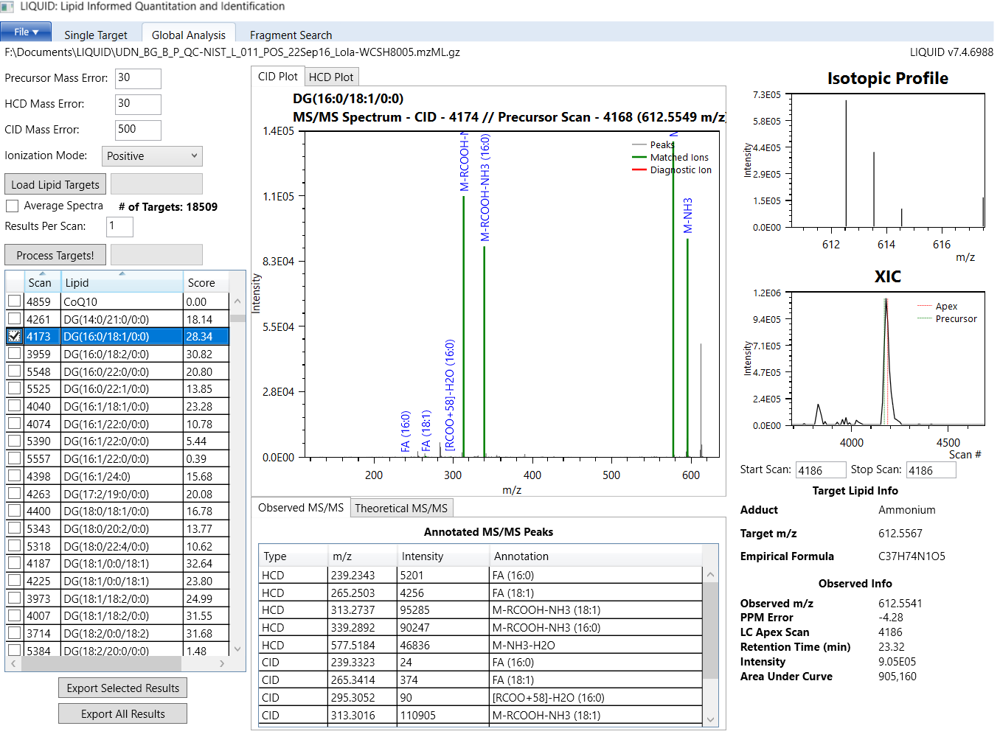 LIQUID: Lipid Informed Quantitation and Identification
File ▾ Single Target Global Analysis Fragment Search
F:\Documents\LIQUID\UDN_BG_B_P_QC-NIST_L_011_POS_22Sep16_Lola-WCSH8005.mzML.gz LIQUID v7.4.6988
Precursor Mass Error: 30
HCD Mass Error: 30
CID Mass Error: 500
Ionization Mode: Positive
Load Lipid Targets
Average Spectra # of Targets: 18509
Results Per Scan: 1
Process Targets!
Scan Lipid Score
4859 CoQ10 0.00
4261 DG(14:0/21:0/0:0) 18.14
4173 DG(16:0/18:1/0:0) 28.34
3959 DG(16:0/18:2/0:0) 30.82
5548 DG(16:0/22:0/0:0) 20.80
5525 DG(16:0/22:1/0:0) 13.85
4040 DG(16:1/18:1/0:0) 23.28
4074 DG(16:1/22:0/0:0) 10.78
5390 DG(16:1/22:0/0:0) 5.44
5557 DG(16:1/22:0/0:0) 0.39
4398 DG(16:1/24:0) 15.68
4263 DG(17:2/19:0/0:0) 20.08
4400 DG(18:0/18:1/0:0) 16.78
5343 DG(18:0/20:2/0:0) 13.77
5318 DG(18:0/22:4/0:0) 10.62
4187 DG(18:1/0:0/18:1) 32.64
4225 DG(18:1/0:0/18:1) 23.80
3973 DG(18:1/18:2/0:0) 24.99
4007 DG(18:1/18:2/0:0) 31.55
3714 DG(18:2/0:0/18:2) 31.68
5384 DG(18:2/20:0/0:0) 1.48
Export Selected Results
Export All Results
CID Plot HCD Plot
DG(16:0/18:1/0:0)
MS/MS Spectrum - CID - 4174 // Precursor Scan - 4168 (612.5549 m/z)
1.4E05
1.1E05
8.3E04
5.5E04
2.8E04
0.0E00
Intensity
200 300 400 500 600
m/z
Peaks
Matched Ions
Diagnostic Ion
FA (16:0)
FA (18:1)
[RCOO+58]-H2O (16:0)
M-RCOOH-N
M-RCOOH-NH3 (16:0)
M-NH3
Observed MS/MS Theoretical MS/MS
Annotated MS/MS Peaks
Type m/z Intensity Annotation
HCD 239.2343 5201 FA (16:0)
HCD 265.2503 4256 FA (18:1)
HCD 313.2737 95285 M-RCOOH-NH3 (18:1)
HCD 339.2892 90247 M-RCOOH-NH3 (16:0)
HCD 577.5184 46836 M-NH3-H2O
CID 239.3323 24 FA (16:0)
CID 265.3414 374 FA (18:1)
CID 295.3052 90 [RCOO+58]-H2O (16:0)
CID 313.3016 110905 M-RCOOH-NH3 (18:1)
Isotopic Profile
7.3E05
5.8E05
4.4E05
2.9E05
1.5E05
0.0E00
Intensity
612 614 616
m/z
XIC
1.2E06
9.4E05
7.1E05
4.7E05
2.4E05
0.0E00
Intensity
Apex
Precursor
4000 4500
Scan #
Start Scan: 4186 Stop Scan: 4186
Target Lipid Info
Adduct Ammonium
Target m/z 612.5567
Empirical Formula C37H74N1O5
Observed Info
Observed m/z 612.5541
PPM Error -4.28
LC Apex Scan 4186
Retention Time (min) 23.32
Intensity 9.05E05
Area Under Curve 905,160